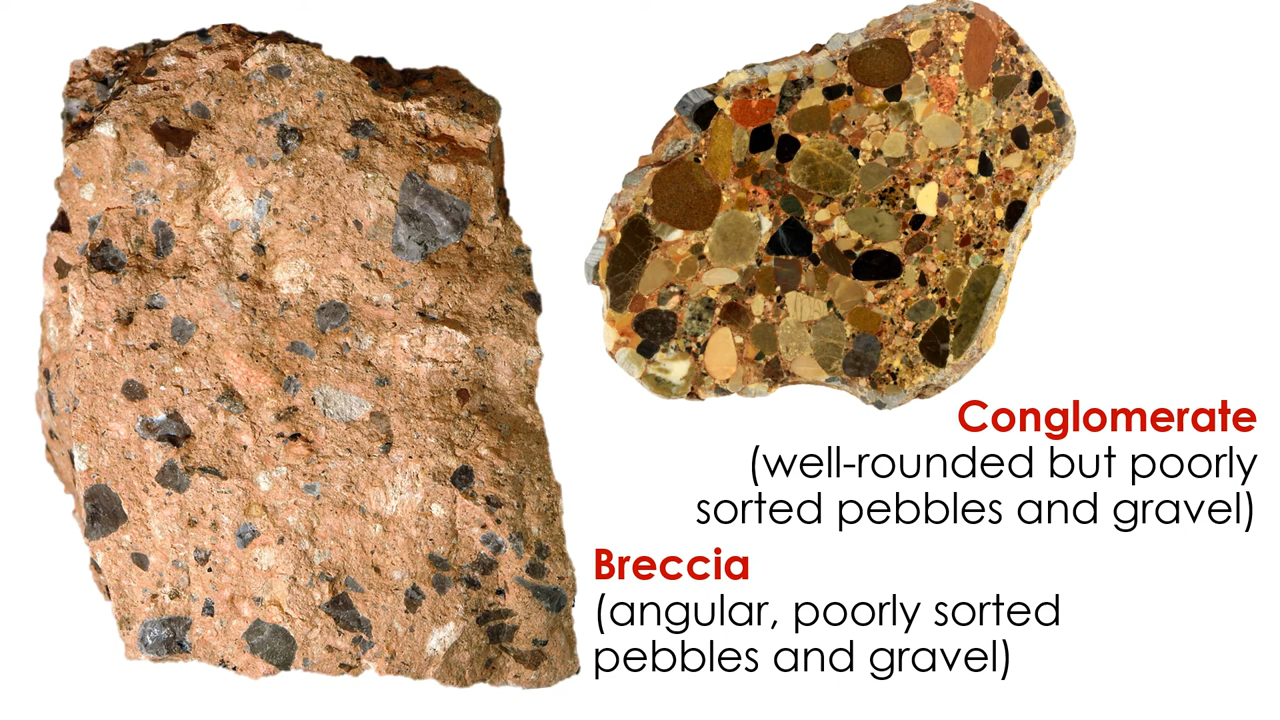 Conglomerate
(well-rounded but poorly
sorted pebbles and gravel)
Breccia
(angular, poorly sorted
pebbles and gravel)